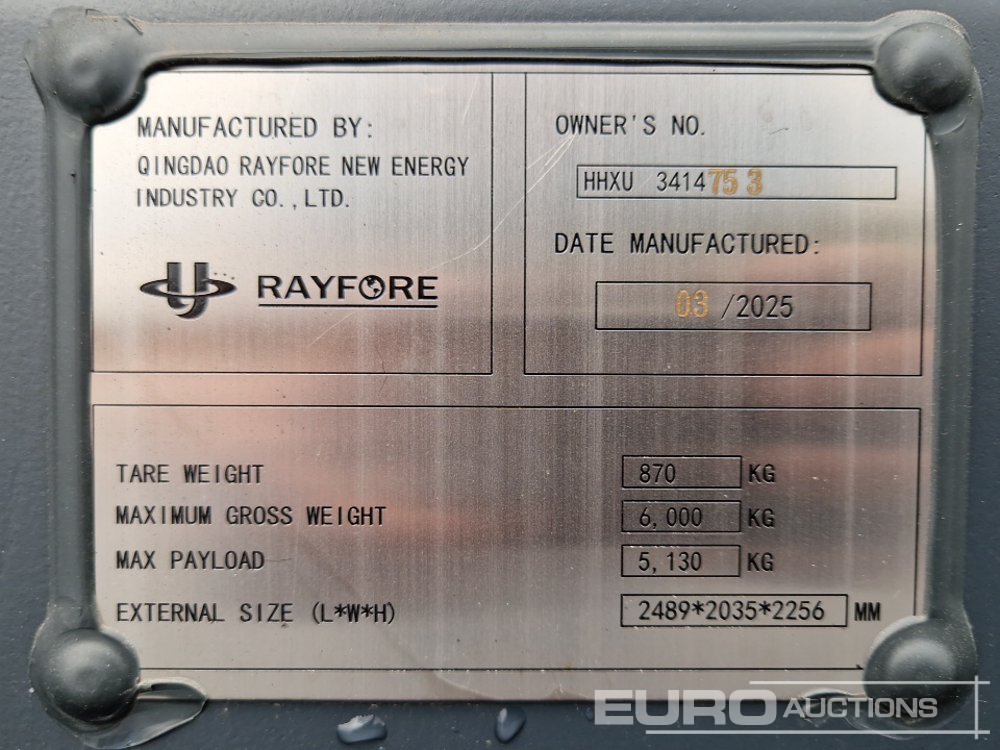 MANUFACTURED BY:
QINGDAO RAYFORE NEW ENERGY
INDUSTRY CO.,LTD.
RAYFORE
OWNER'S NO.
HHXU 3414753
DATE MANUFACTURED:
03/2025
TARE WEIGHT 870 KG
MAXIMUM GROSS WEIGHT 6,000 KG
MAX PAYLOAD 5,130 KG
EXTERNAL SIZE (L*W*H) 2489*2035*2256 MM
EURO AUCTIONS